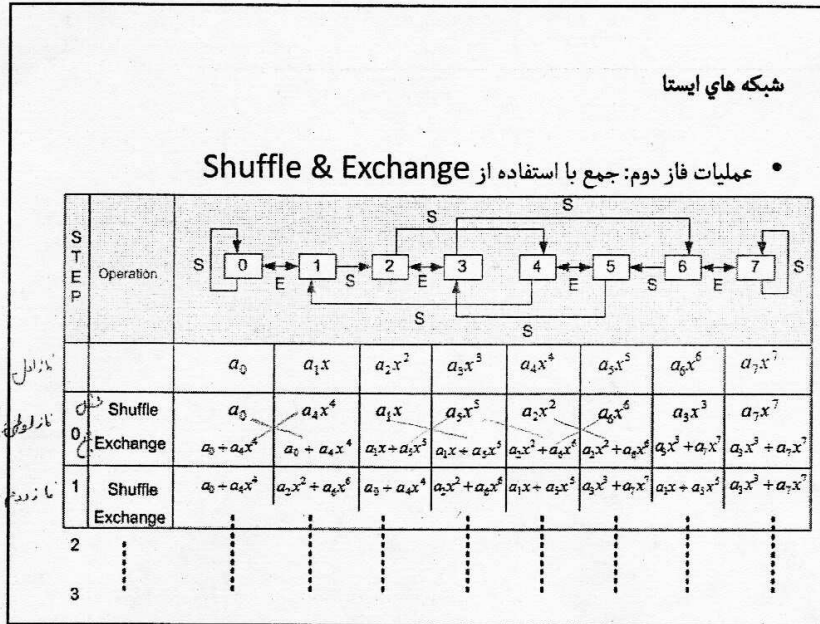 شبکه هاي ایستا
• عملیات فاز دوم: جمع با استفاده از Shuffle & Exchange
S
S
S T E P
Operation
S 0 E 1 S 2 E 3 4 E 5 S 6 E 7 S
S
S
a₀ a₁x a₂x² a₃x³ a₄x⁴ a₅x⁵ a₆x⁶ a₇x⁷
Shuffle a₀ a₄x⁴ a₁x a₅x⁵ a₂x² a₆x⁶ a₃x³ a₇x⁷
0 Exchange a₀ + a₄x⁴ a₀ + a₄x⁴ a₁x + a₅x⁵ a₁x + a₅x⁵ a₂x² + a₆x⁶ a₂x² + a₆x⁶ a₃x³ + a₇x⁷ a₃x³ + a₇x⁷
1 Shuffle a₀ + a₄x⁴ a₂x² + a₆x⁶ a₀ + a₄x⁴ a₂x² + a₆x⁶ a₁x + a₅x⁵ a₃x³ + a₇x⁷ a₁x + a₅x⁵ a₃x³ + a₇x⁷
Exchange
2
3